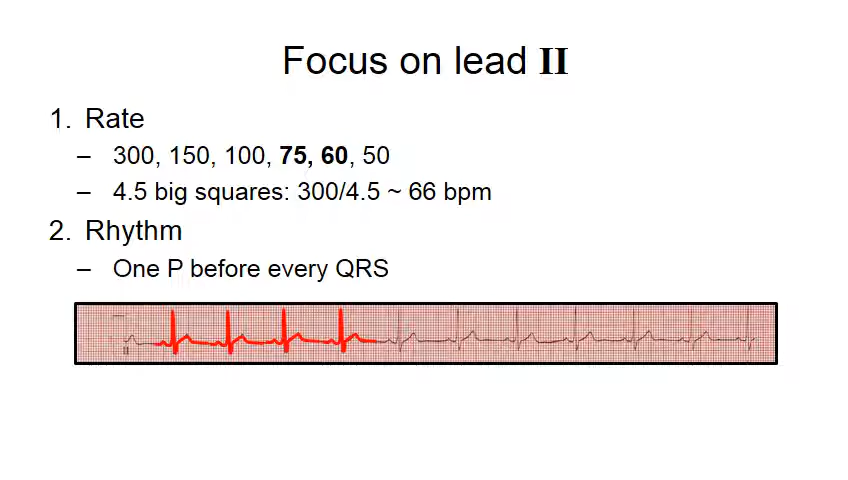 Focus on lead II
1. Rate
– 300, 150, 100, 75, 60, 50
– 4.5 big squares: 300/4.5 ~ 66 bpm
2. Rhythm
– One P before every QRS
II